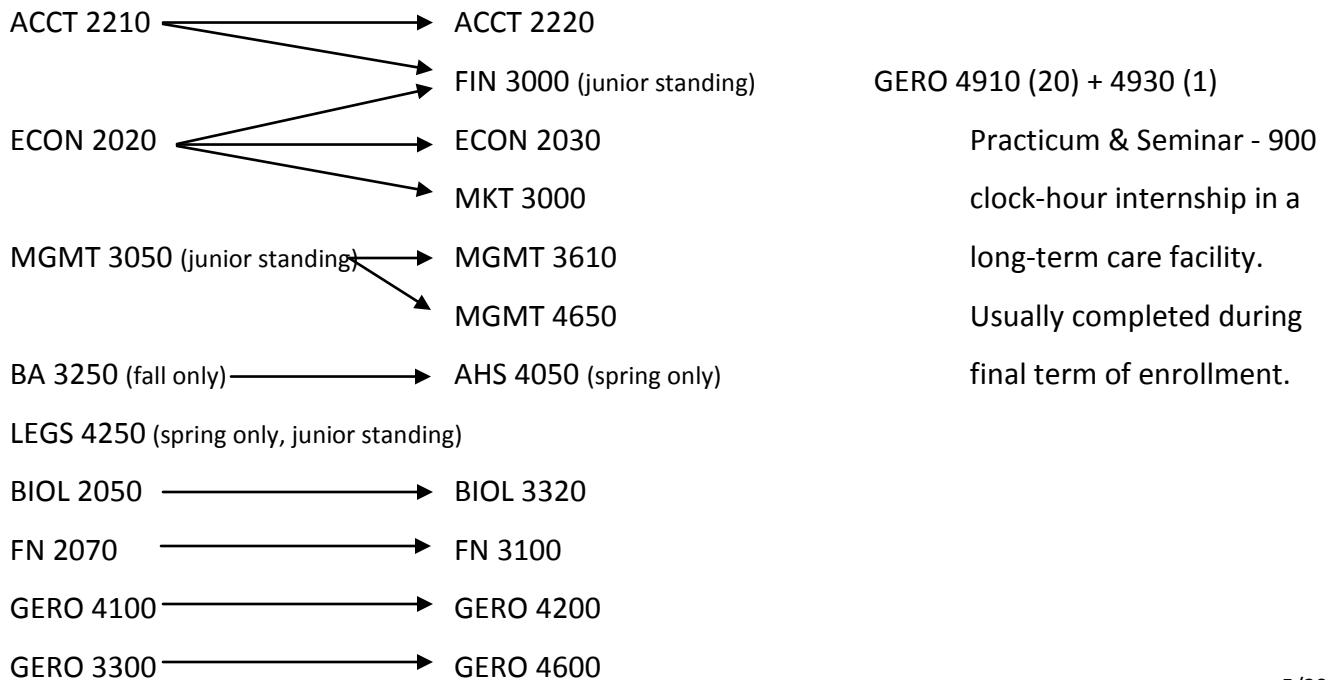 ACCT 2210 ACCT 2220
FIN 3000 (junior standing) GERO 4910 (20) + 4930 (1)
ECON 2020 ECON 2030 Practicum & Seminar - 900
MKT 3000 clock-hour internship in a
MGMT 3050 (junior standing) MGMT 3610 long-term care facility.
MGMT 4650 Usually completed during
BA 3250 (fall only) AHS 4050 (spring only) final term of enrollment.
LEGS 4250 (spring only, junior standing)
BIOL 2050 BIOL 3320
FN 2070 FN 3100
GERO 4100 GERO 4200
GERO 3300 GERO 4600